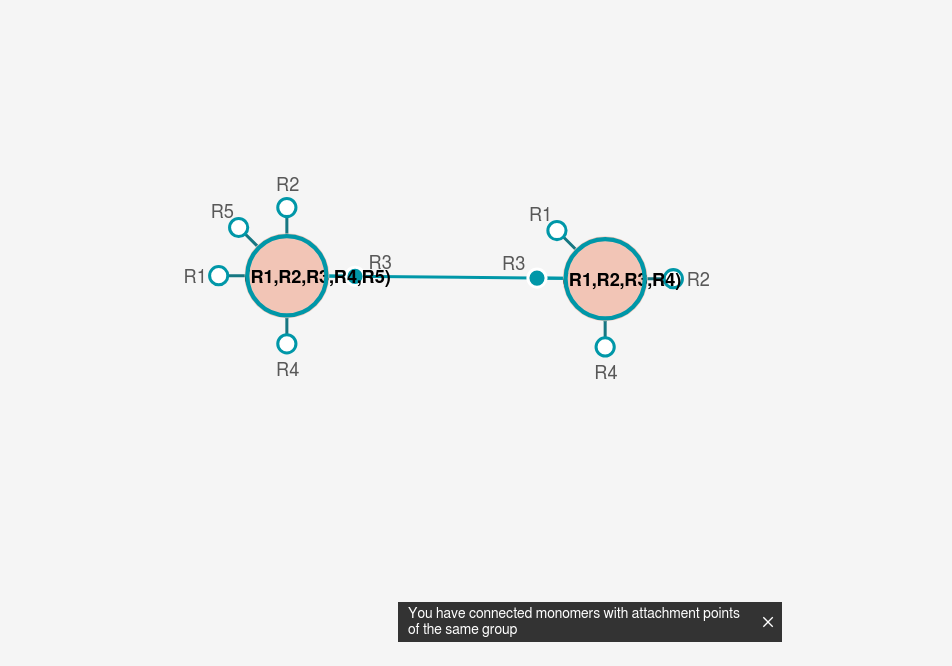 R2
R5
R1
R1
R3
R3
R1,R2,R3,R4,R5)
R1
R1,R2,R3,R4)
R2
R4
R4
You have connected monomers with attachment points
of the same group